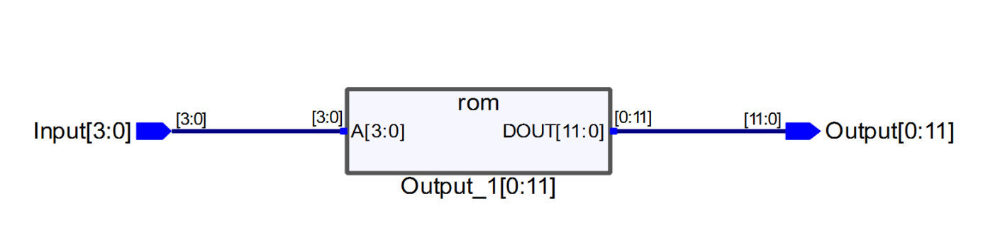 rom
Input[3:0]
[3:0]
[3:0]
A[3:0]
DOUT[11:0]
[0:11]
[11:0]
Output[0:11]
Output_1[0:11]